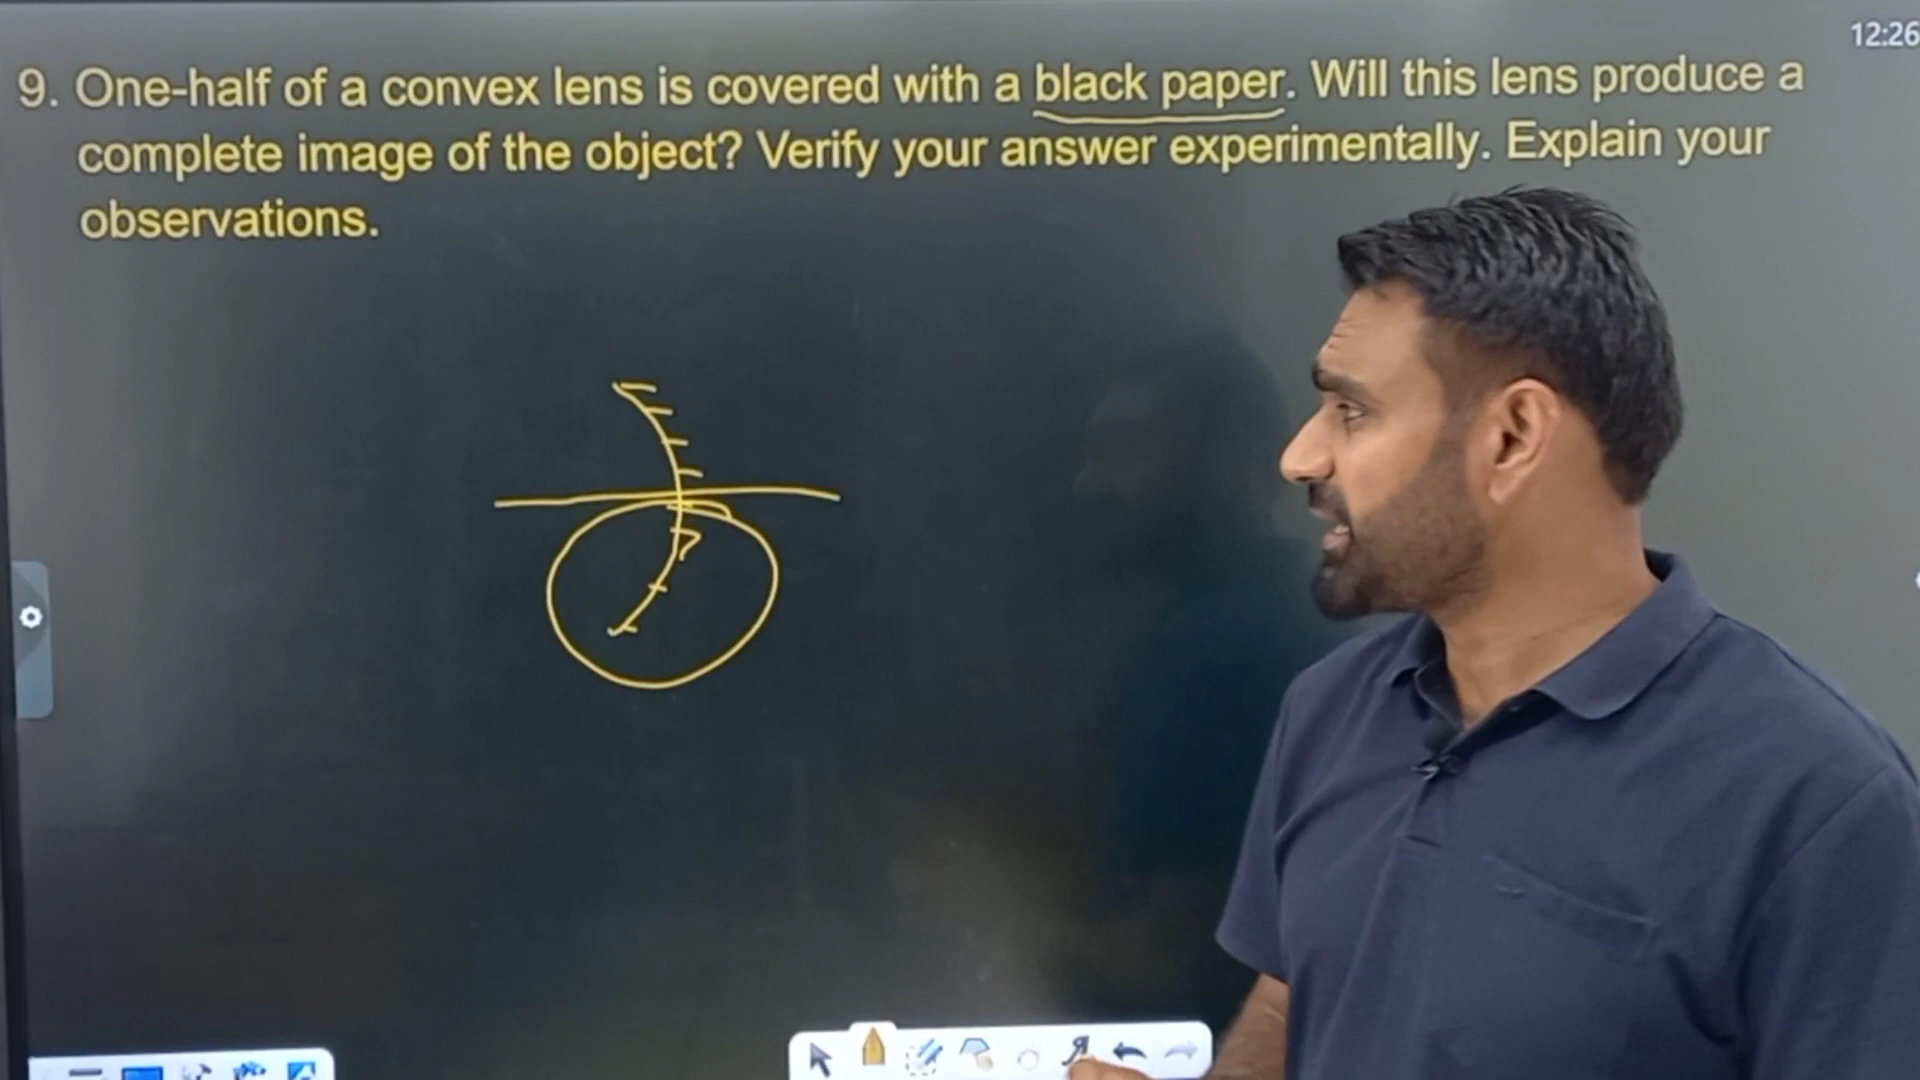 12:26
9. One-half of a convex lens is covered with a black paper. Will this lens produce a
complete image of the object? Verify your answer experimentally. Explain your
observations.